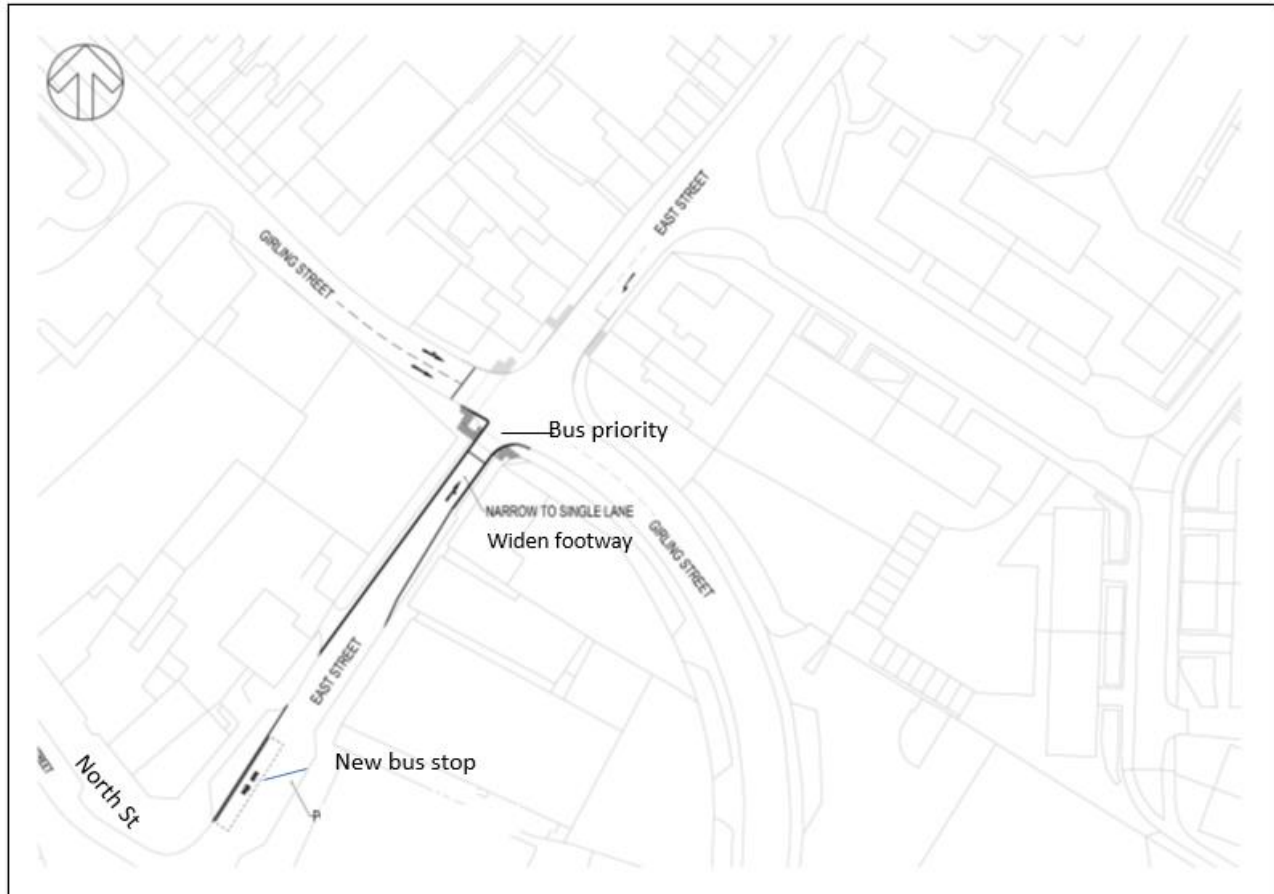 EAST STREET
GIRLING STREET
Bus priority
NARROW TO SINGLE LANE
Widen footway
GIRLING STREET
EAST STREET
New bus stop
North St